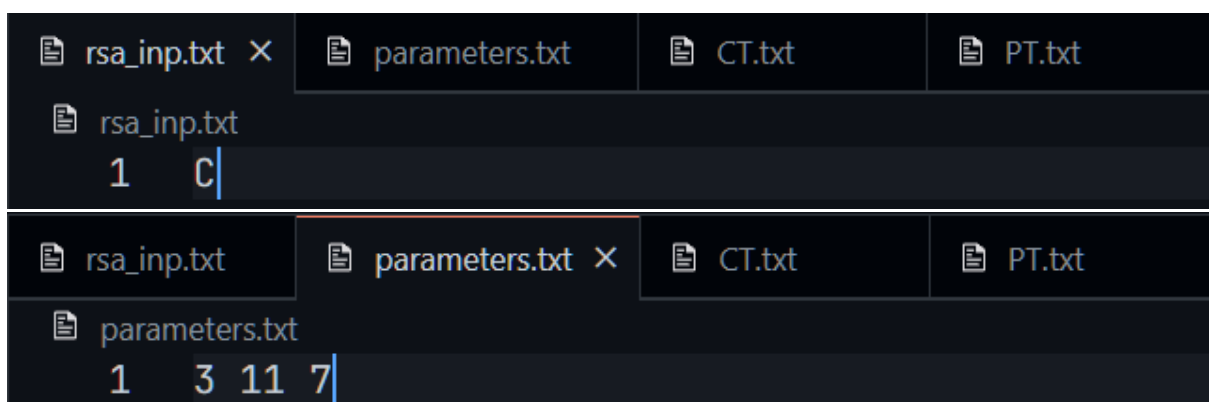 rsa_inp.txt × parameters.txt CT.txt PT.txt
rsa_inp.txt
1 C
rsa_inp.txt parameters.txt × CT.txt PT.txt
parameters.txt
1 3 11 7